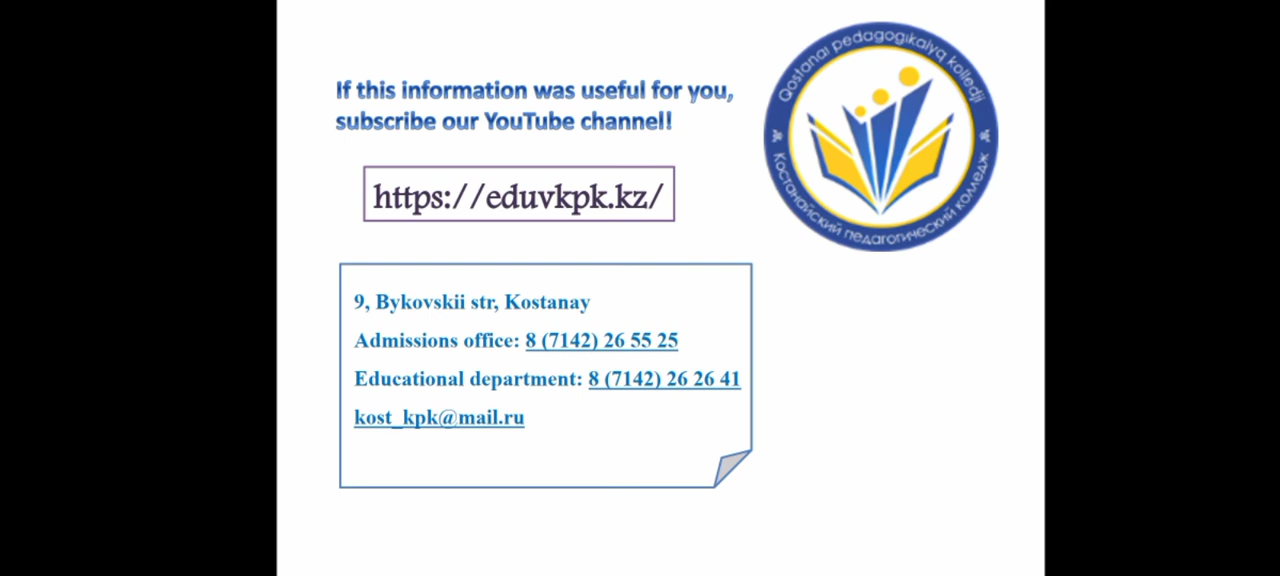 If this information was useful for you,
subscribe our YouTube channel!
https://eduvkpk.kz/
Qostanai pedagogıkalyq kolledji
Костанайский педагогический колледж
9, Bykovskii str, Kostanay
Admissions office: 8 (7142) 26 55 25
Educational department: 8 (7142) 26 26 41
kost_kpk@mail.ru